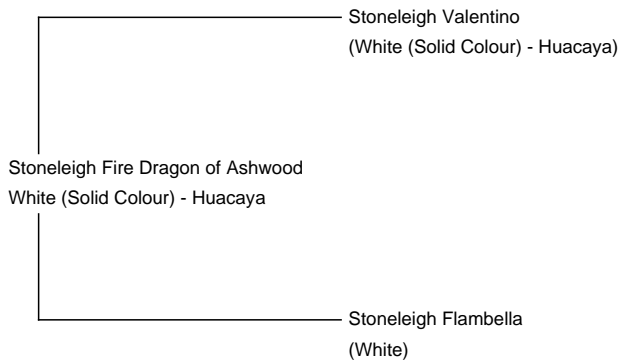 Stoneleigh Valentino
(White (Solid Colour) - Huacaya)
Stoneleigh Fire Dragon of Ashwood
White (Solid Colour) - Huacaya
Stoneleigh Flambella
(White)